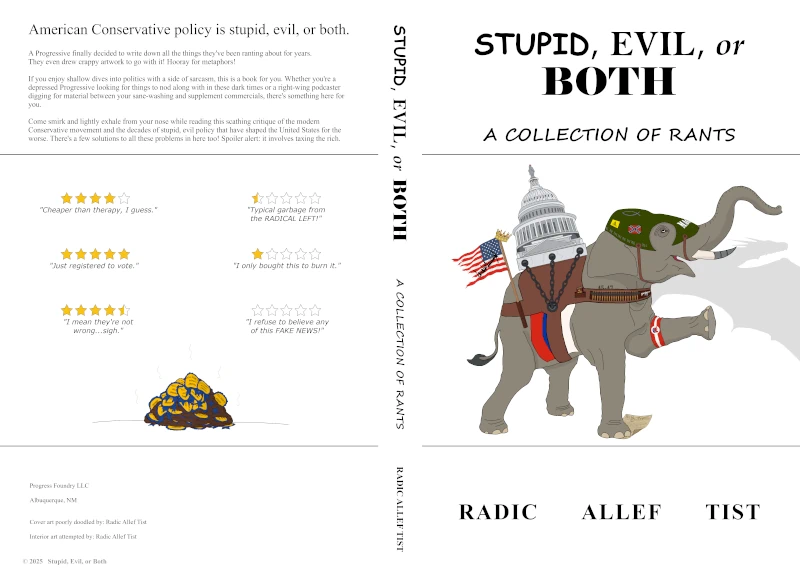 American Conservative policy is stupid, evil, or both.
A Progressive finally decided to write down all the things they've been ranting about for years.
They even drew crappy artwork to go with it! Hooray for metaphors!
If you enjoy shallow dives into politics with a side of sarcasm, this is a book for you. Whether you're a
depressed Progressive looking for things to nod along with in these dark times or a right-wing podcaster
digging for material between your sane-washing and supplement commercials, there's something here for
you.
Come smirk and lightly exhale from your nose while reading this scathing critique of the modern
Conservative movement and the decades of stupid, evil policy that have shaped the United States for the
worse. There's a few solutions to all these problems in here too! Spoiler alert: it involves taxing the rich.
"Cheaper than therapy, I guess."
"Typical garbage from
the RADICAL LEFT!"
"Just registered to vote."
"I only bought this to burn it."
"I mean they're not
wrong...sigh."
"I refuse to believe any
of this FAKE NEWS!"
Progress Foundry LLC
Albuquerque, NM
Cover art poorly doodled by: Radic Allef Tist
Interior art attempted by: Radic Allef Tist
© 2025 Stupid, Evil, or Both
STUPID, EVIL, or BOTH
A COLLECTION OF RANTS
RADIC ALLEF TIST
STUPID, EVIL, or
BOTH
A COLLECTION OF RANTS
RADIC ALLEF TIST